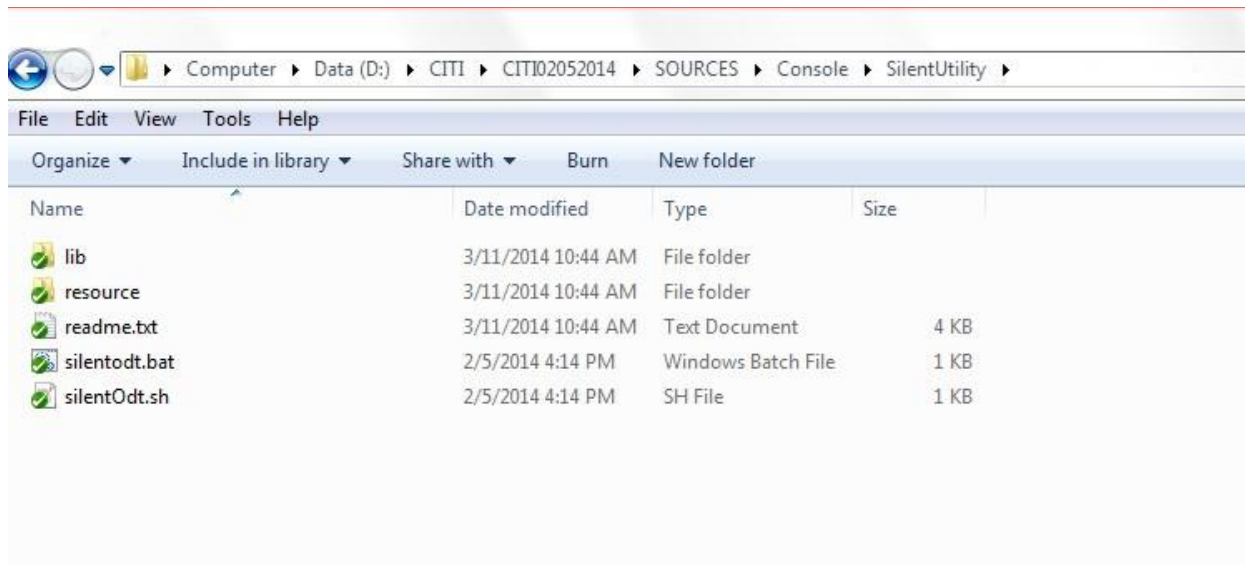 Computer Data (D:) CITI CITI02052014 SOURCES Console SilentUtility
File Edit View Tools Help
Organize Include in library Share with Burn New folder
Name Date modified Type Size
lib 3/11/2014 10:44 AM File folder
resource 3/11/2014 10:44 AM File folder
readme.txt 3/11/2014 10:44 AM Text Document 4 KB
silentodt.bat 2/5/2014 4:14 PM Windows Batch File 1 KB
silentOdt.sh 2/5/2014 4:14 PM SH File 1 KB